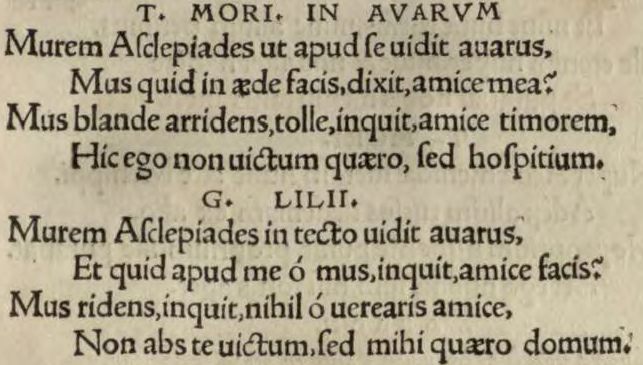 T. MORI. IN AVARVM
Murem Aſclepiades ut apud ſe uidit auarus,
Mus quid in æde facis, dixit, amice mea?
Mus blande arridens, tolle, inquit, amice timorem,
Hic ego non uictum quæro, ſed hoſpitium.
G. LILII.
Murem Aſclepiades in tecto uidit auarus,
Et quid apud me ó mus, inquit, amice facis?
Mus ridens, inquit, nihil ó uerearis amice,
Non abs te uictum, ſed mihi quæro domum.